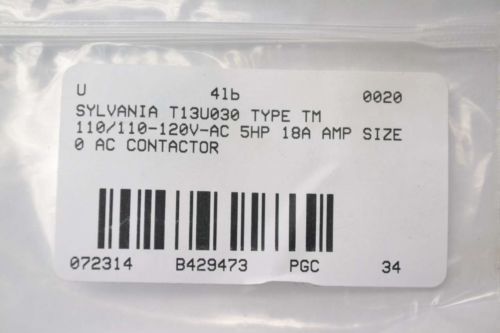 U 41b 0020
SYLVANIA T13U030 TYPE TM
110/110-120V-AC 5HP 18A AMP SIZE
0 AC CONTACTOR
072314 B429473 PGC 34